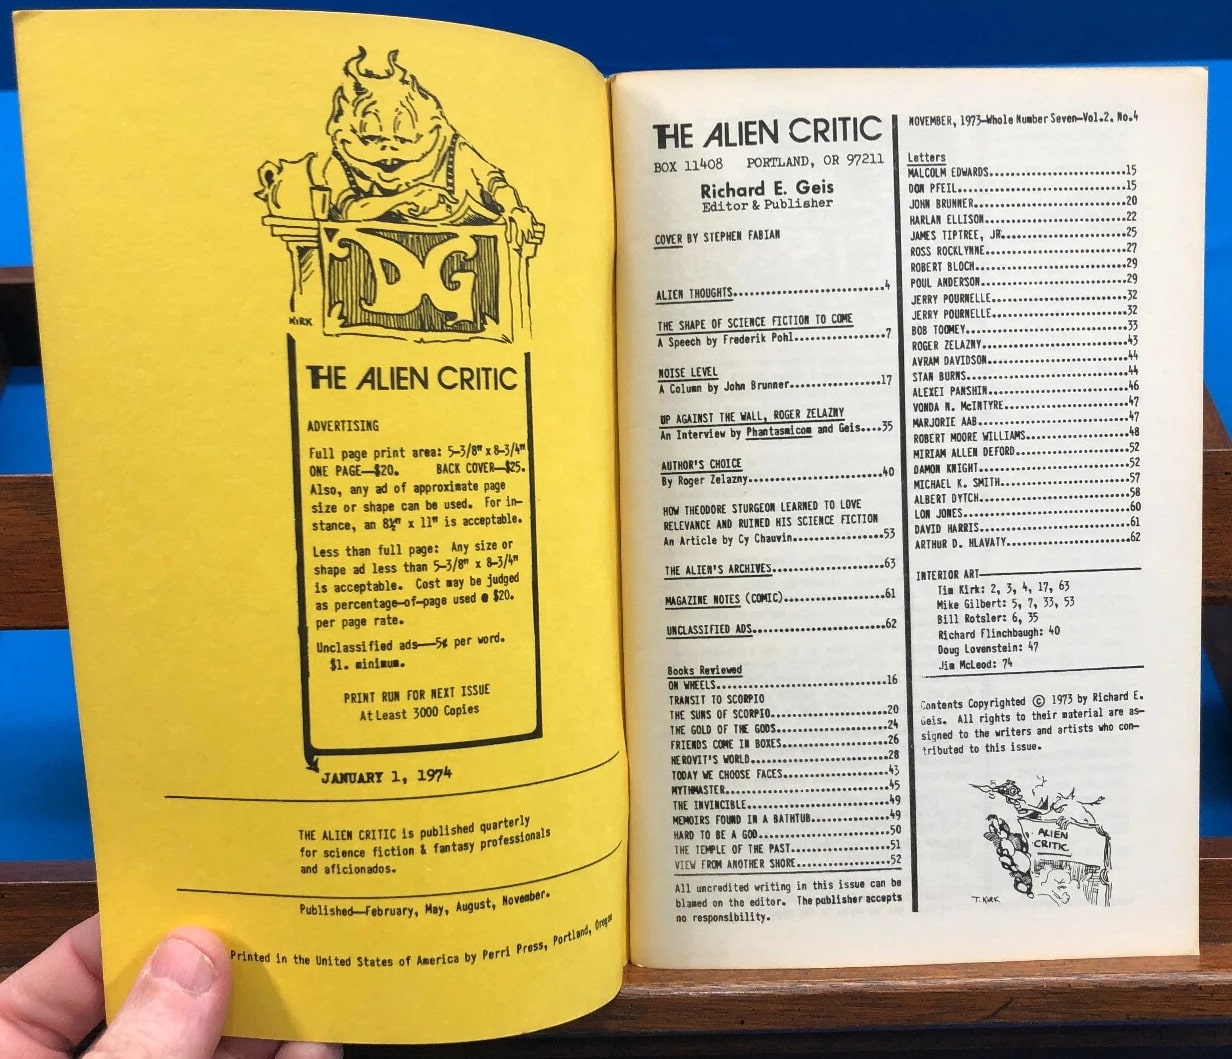 DG
KIRK
THE ALIEN CRITIC
ADVERTISING
Full page print area: 5-3/8" x 8-3/4"
ONE PAGE—$20. BACK COVER—$25.
Also, any ad of approximate page
size or shape can be used. For in-
stance, an 8½" x 11" is acceptable.
Less than full page: Any size or
shape ad less than 5-3/8" x 8-3/4"
is acceptable. Cost may be judged
as percentage-of-page used @ $20.
per page rate.
Unclassified ads—5¢ per word.
$1. minimum.
PRINT RUN FOR NEXT ISSUE
At Least 3000 Copies
JANUARY 1, 1974
THE ALIEN CRITIC is published quarterly
for science fiction & fantasy professionals
and aficionados.
Published—February, May, August, November.
Printed in the United States of America by Perri Press, Portland, Oregon
THE ALIEN CRITIC
BOX 11408 PORTLAND, OR 97211
Richard E. Geis
Editor & Publisher
COVER BY STEPHEN FABIAN
ALIEN THOUGHTS....................4
THE SHAPE OF SCIENCE FICTION TO COME
A Speech by Frederik Pohl...............7
NOISE LEVEL
A Column by John Brunner...............17
UP AGAINST THE WALL, ROGER ZELAZNY
An Interview by Phantasmicom and Geis....35
AUTHOR'S CHOICE
By Roger Zelazny......................40
HOW THEODORE STURGEON LEARNED TO LOVE
RELEVANCE AND RUINED HIS SCIENCE FICTION
An Article by Cy Chauvin...............53
THE ALIEN'S ARCHIVES..................63
MAGAZINE NOTES (COMIC)................61
UNCLASSIFIED ADS.....................62
Books Reviewed
ON WHEELS..........................16
TRANSIT TO SCORPIO
THE SUNS OF SCORPIO..................20
THE GOLD OF THE GODS.................24
FRIENDS COME IN BOXES................26
HEROVIT'S WORLD.....................28
TODAY WE CHOOSE FACES................43
MYTHMASTER.........................45
THE INVINCIBLE......................49
MEMOIRS FOUND IN A BATHTUB...........49
HARD TO BE A GOD....................50
THE TEMPLE OF THE PAST...............51
VIEW FROM ANOTHER SHORE..............52
All uncredited writing in this issue can be
blamed on the editor. The publisher accepts
no responsibility.
NOVEMBER, 1973—Whole Number Seven—Vol.2. No.4
Letters
MALCOLM EDWARDS.....................15
DON PFEIL..........................15
JOHN BRUNNER........................20
HARLAN ELLISON......................22
JAMES TIPTREE, JR...................25
ROSS ROCKLYNNE......................27
ROBERT BLOCH........................29
POUL ANDERSON.......................29
JERRY POURNELLE.....................32
JERRY POURNELLE.....................32
BOB TOOMEY.........................33
ROGER ZELAZNY.......................43
AVRAM DAVIDSON......................44
STAN BURNS.........................44
ALEXEI PANSHIN......................46
VONDA N. McINTYRE...................47
MARJORIE AAB........................47
ROBERT MOORE WILLIAMS................48
MIRIAM ALLEN DEFORD..................52
DAMON KNIGHT........................52
MICHAEL K. SMITH....................57
ALBERT DYTCH........................58
LON JONES..........................60
DAVID HARRIS........................61
ARTHUR D. HLAVATY...................62
INTERIOR ART
Tim Kirk: 2, 3, 4, 17, 63
Mike Gilbert: 5, 7, 33, 53
Bill Rotsler: 6, 35
Richard Flinchbaugh: 40
Doug Lovenstein: 47
Jim McLeod: 74
Contents Copyrighted © 1973 by Richard E.
Geis. All rights to their material are as-
signed to the writers and artists who con-
tributed to this issue.
ALIEN
CRITIC
T. KIRK